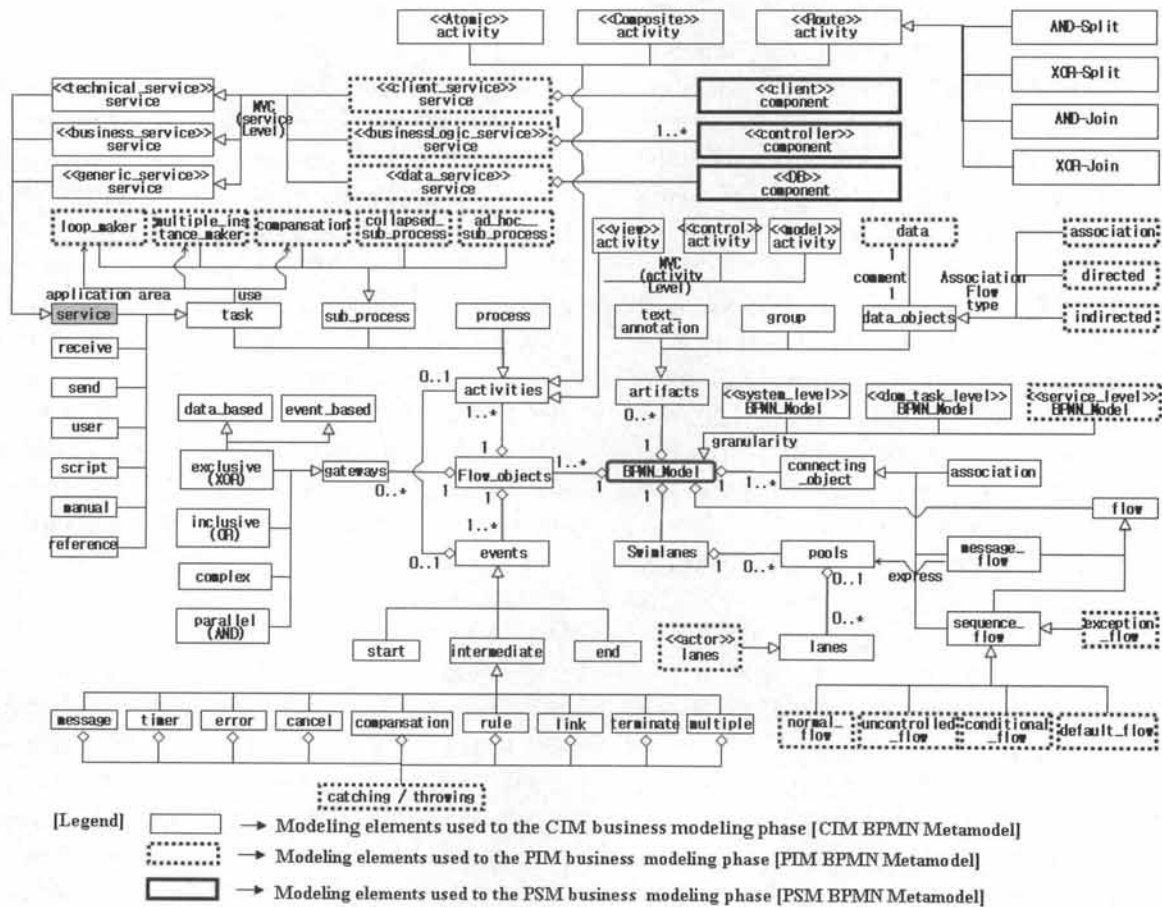 <<Atomic>>
activity
<<Composite>>
activity
<<Route>>
activity
AND-Split
XOR-Split
AND-Join
XOR-Join
<<technical_service>>
service
<<business_service>>
service
<<generic_service>>
service
MVC
(service
Level)
<<client_service>>
service
<<businessLogic_service>>
service
<<data_service>>
service
1
1..*
<<client>>
component
<<controller>>
component
<<DB>>
component
loop_maker
multiple_ins
tance_maker
compansation
collapsed_
sub_process
ad_hoc_
sub_process
<<view>>
activity
<<control>>
activity
<<model>>
activity
MVC (activity
Level)
data
1
comment
1
data_objects
Association
Flow
type
association
directed
indirected
application area
use
service
task
sub_process
process
text_
annotation
group
receive
send
user
script
manual
reference
0..1
activities
1..*
1
artifacts
0..*
1
<<system_level>>
BPMN_Model
<<dom_task_level>>
BPMN_Model
<<service_level>>
BPMN_Model
granularity
data_based
event_based
exclusive
(XOR)
inclusive
(OR)
complex
parallel
(AND)
gateways
0..*
1
Flow_objects
1
1..*
1
BPMN_Model
1
1
1..*
connecting
_object
association
flow
1..*
events
0..1
Swimlanes
1
0..*
pools
0..1
express
message_
flow
0..*
lanes
<<actor>>
lanes
sequence_
flow
exception
_flow
start
intermediate
end
message
timer
error
cancel
compansation
rule
link
terminate
multiple
normal_
flow
uncontrolled
_flow
conditional
_flow
default_flow
catching / throwing
[Legend]
Modeling elements used to the CIM business modeling phase [CIM BPMN Metamodel]
Modeling elements used to the PIM business modeling phase [PIM BPMN Metamodel]
Modeling elements used to the PSM business modeling phase [PSM BPMN Metamodel]